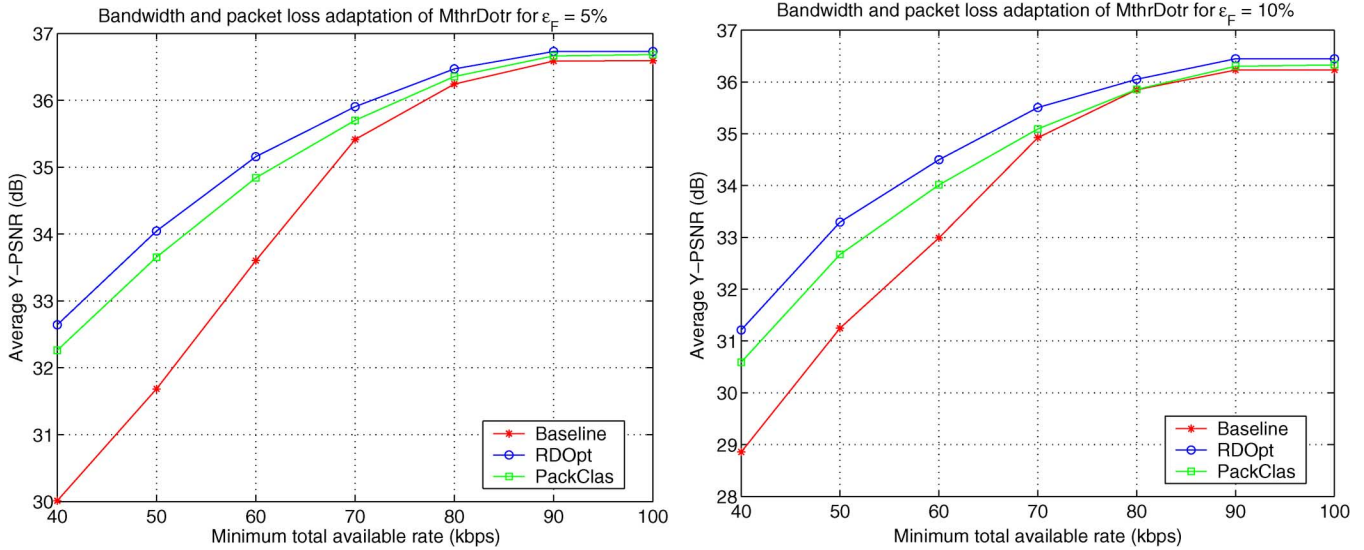 Bandwidth and packet loss adaptation of MthrDotr for ε_F = 5%
37
36
35
34
33
32
31
30
Average Y−PSNR (dB)
40 50 60 70 80 90 100
Minimum total available rate (kbps)
Baseline
RDOpt
PackClas
Bandwidth and packet loss adaptation of MthrDotr for ε_F = 10%
37
36
35
34
33
32
31
30
29
28
Average Y−PSNR (dB)
40 50 60 70 80 90 100
Minimum total available rate (kbps)
Baseline
RDOpt
PackClas